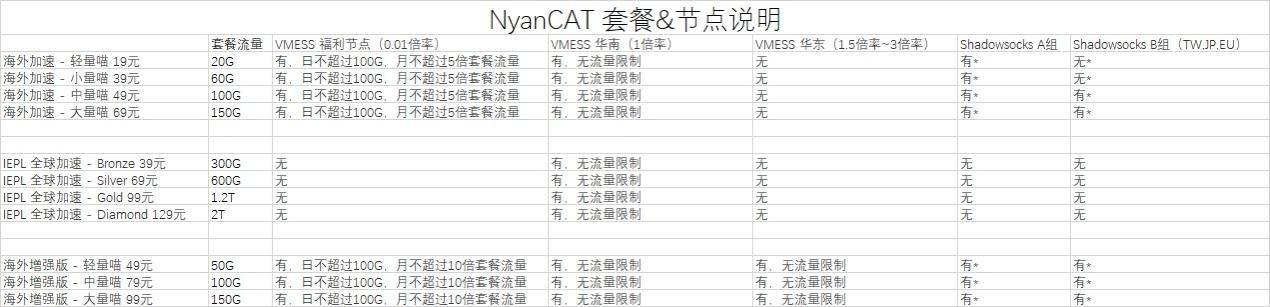 NyanCAT 套餐&节点说明
套餐流量 VMESS 福利节点（0.01倍率） VMESS 华南（1倍率） VMESS 华东（1.5倍率~3倍率） Shadowsocks A组 Shadowsocks B组（TW.JP.EU）
海外加速 - 轻量喵 19元 20G 有，日不超过100G，月不超过5倍套餐流量 有，无流量限制 无 有* 无*
海外加速 - 小量喵 39元 60G 有，日不超过100G，月不超过5倍套餐流量 有，无流量限制 无 有* 无*
海外加速 - 中量喵 49元 100G 有，日不超过100G，月不超过5倍套餐流量 有，无流量限制 无 有* 有*
海外加速 - 大量喵 69元 150G 有，日不超过100G，月不超过5倍套餐流量 有，无流量限制 无 有* 有*
IEPL 全球加速 - Bronze 39元 300G 无 有，无流量限制 无 无 无
IEPL 全球加速 - Silver 69元 600G 无 有，无流量限制 无 无 无
IEPL 全球加速 - Gold 99元 1.2T 无 有，无流量限制 无 无 无
IEPL 全球加速 - Diamond 129元 2T 无 有，无流量限制 无 无 无
海外增强版 - 轻量喵 49元 50G 有，日不超过100G，月不超过10倍套餐流量 有，无流量限制 有，无流量限制 有* 有*
海外增强版 - 中量喵 79元 100G 有，日不超过100G，月不超过10倍套餐流量 有，无流量限制 有，无流量限制 有* 有*
海外增强版 - 大量喵 99元 150G 有，日不超过100G，月不超过10倍套餐流量 有，无流量限制 有，无流量限制 有* 有*